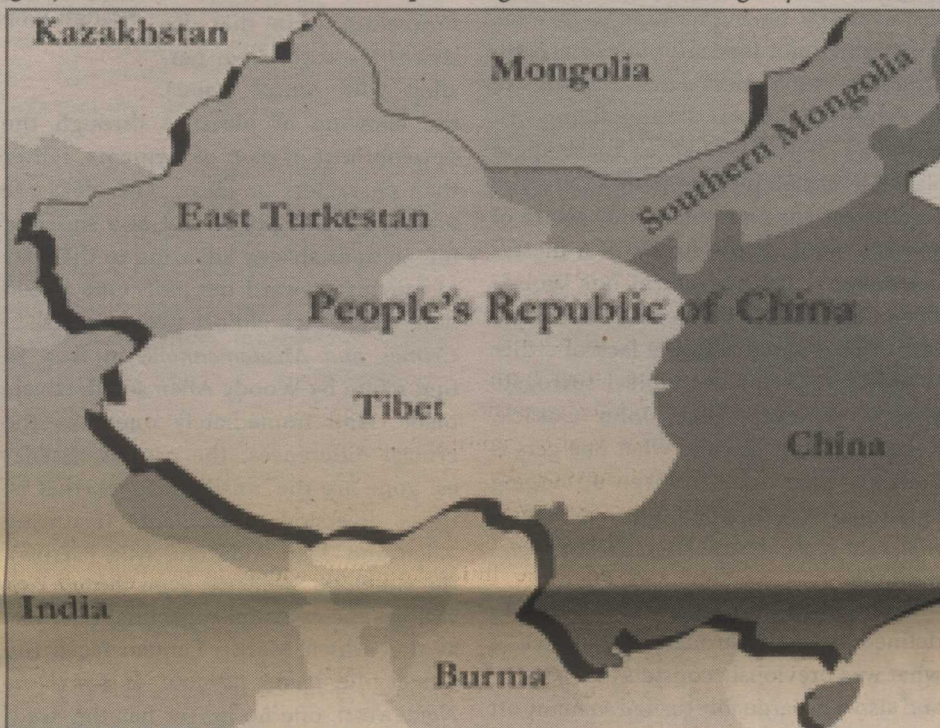 Kazakhstan
Mongolia
Southern Mongolia
East Turkestan
People's Republic of China
Tibet
China
India
Burma